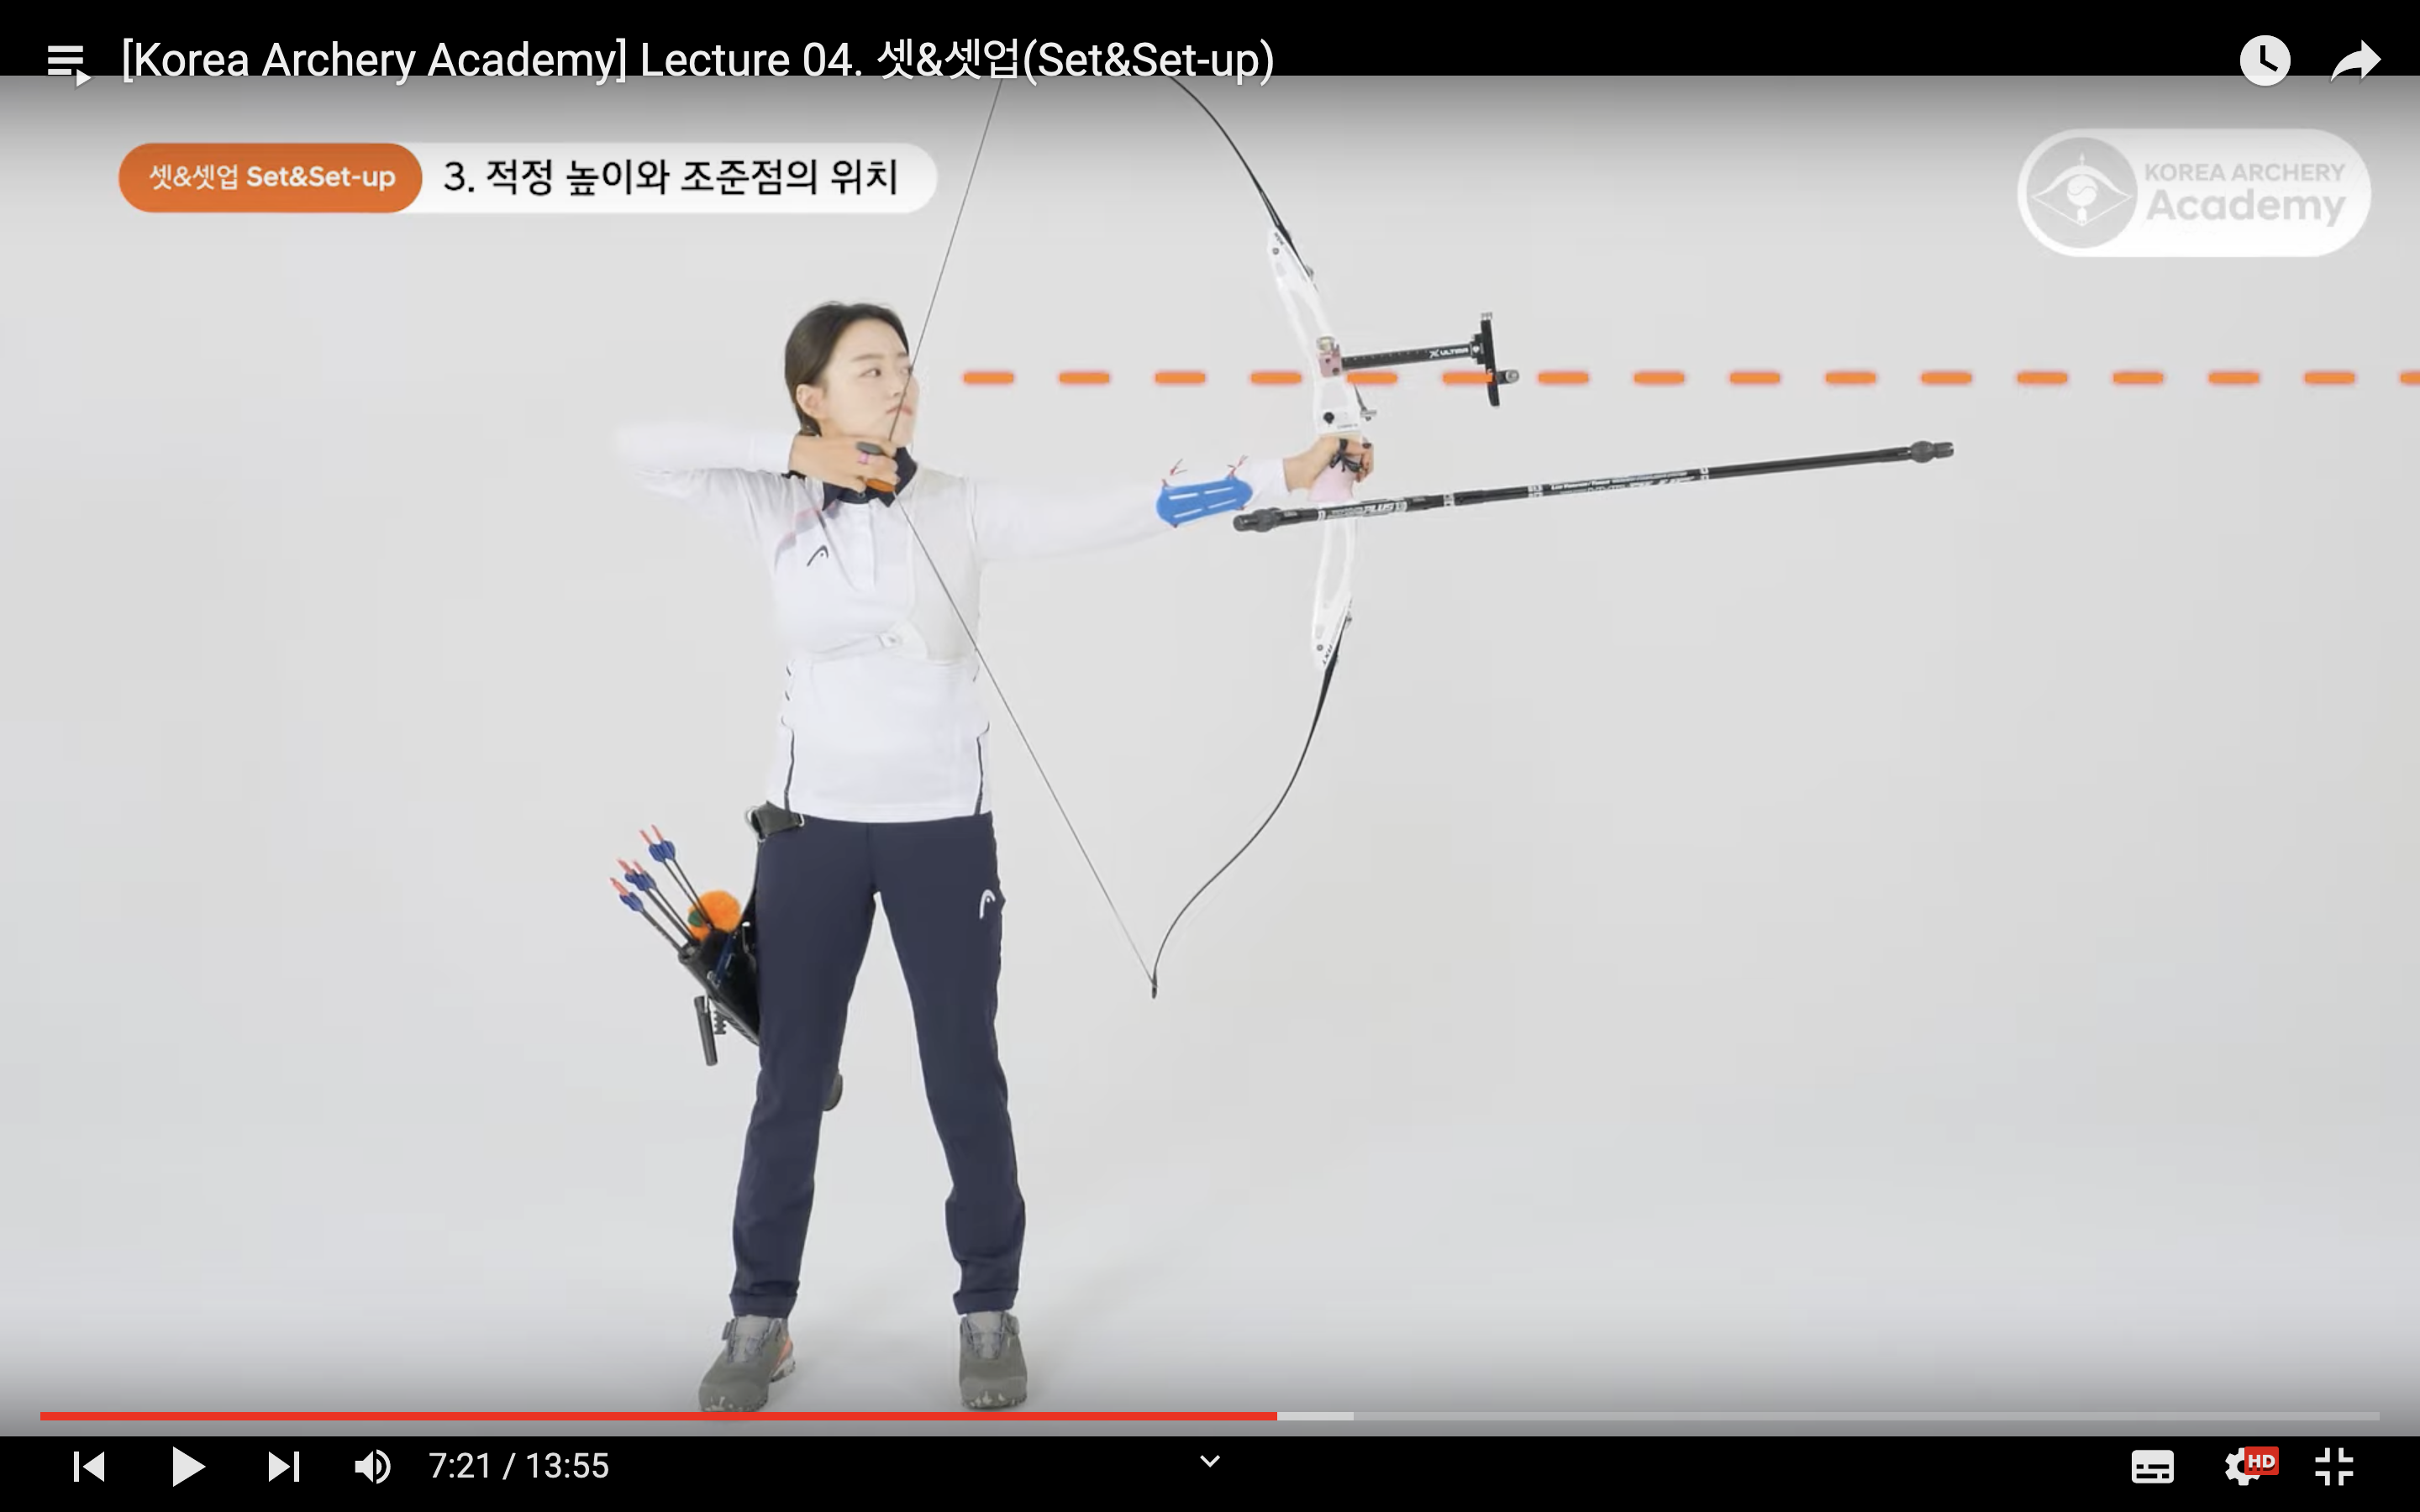 [Korea Archery Academy] Lecture 04. 셋&셋업(Set&Set-up)
셋&셋업 Set&Set-up
3. 적정 높이와 조준점의 위치
KOREA ARCHERY
Academy
7:21 / 13:55
HD